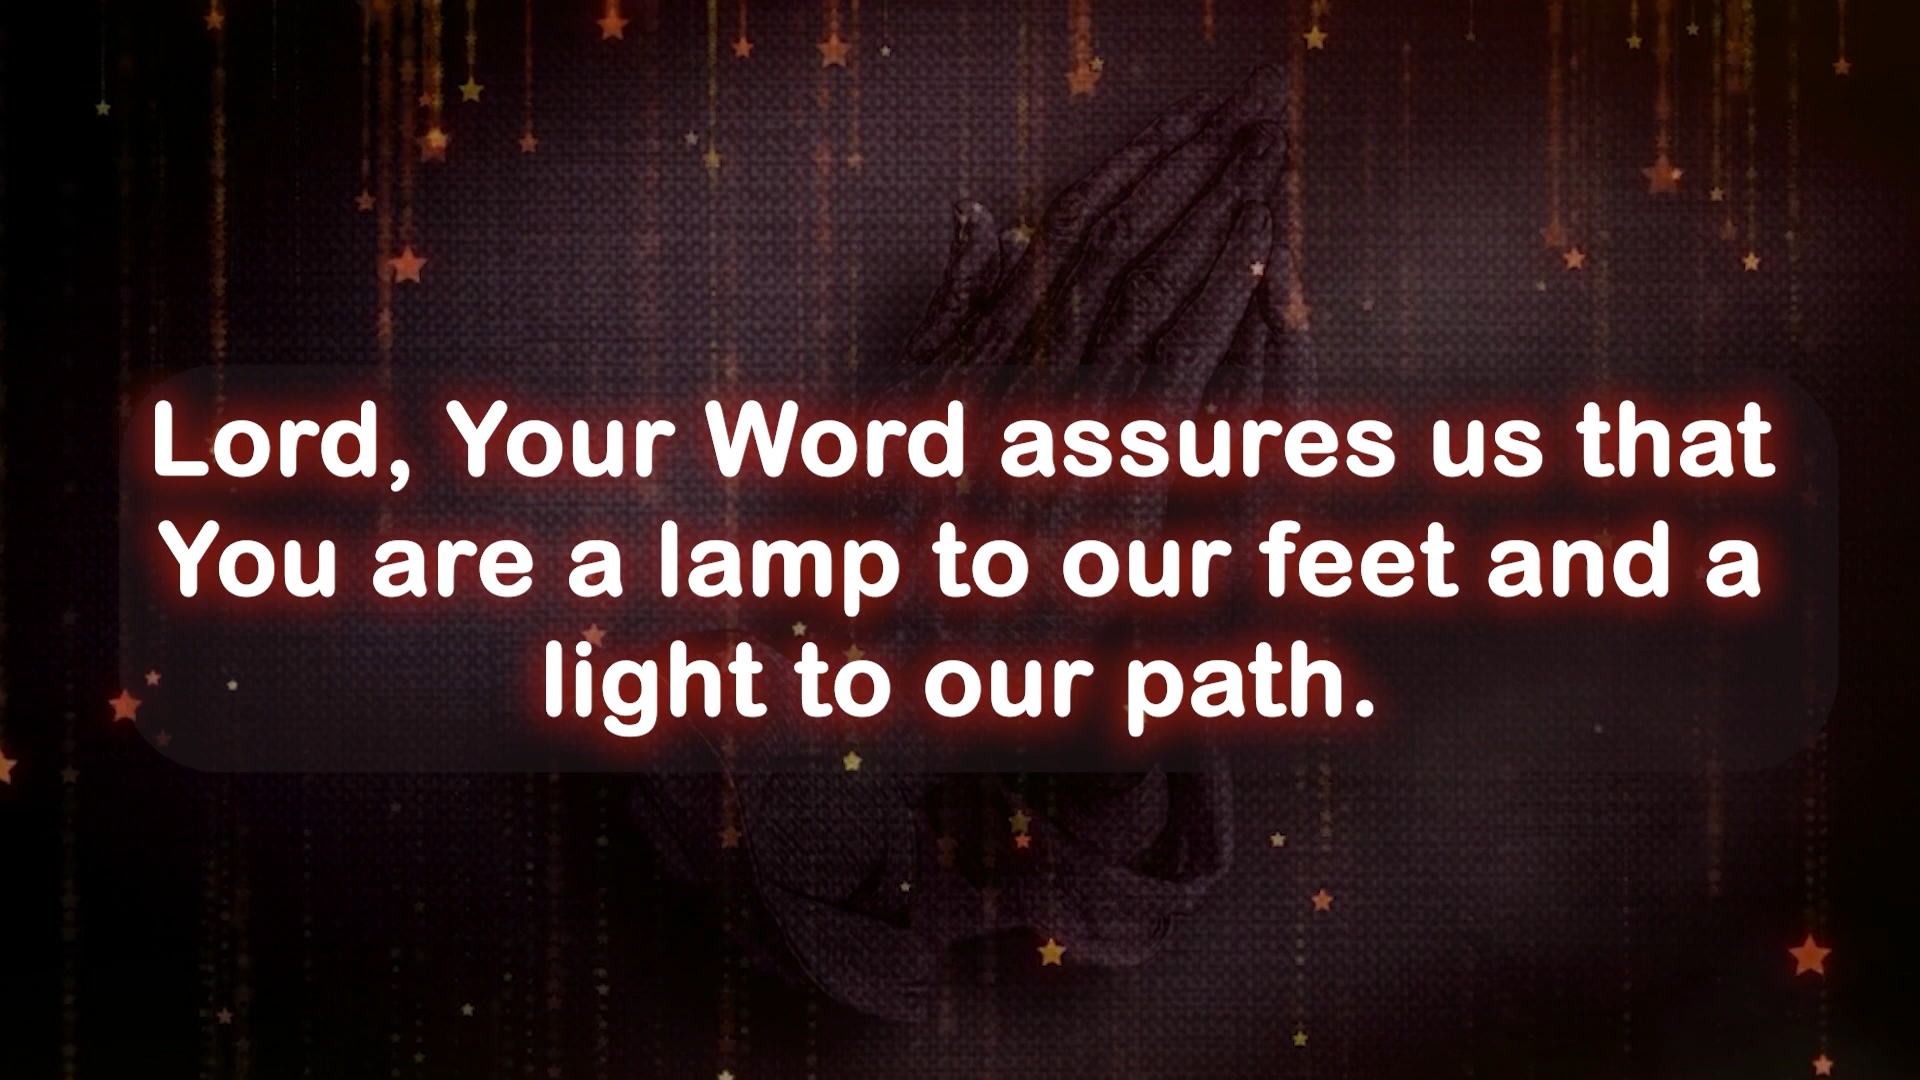 Lord, Your Word assures us that
You are a lamp to our feet and a
light to our path.